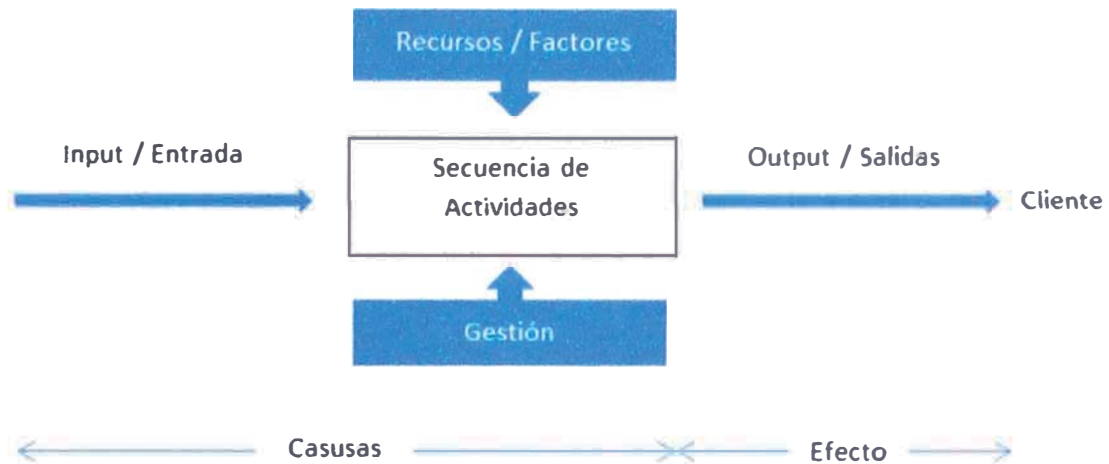 Recursos / Factores
Input / Entrada
Secuencia de
Actividades
Output / Salidas
Cliente
Gestión
Casusas
Efecto